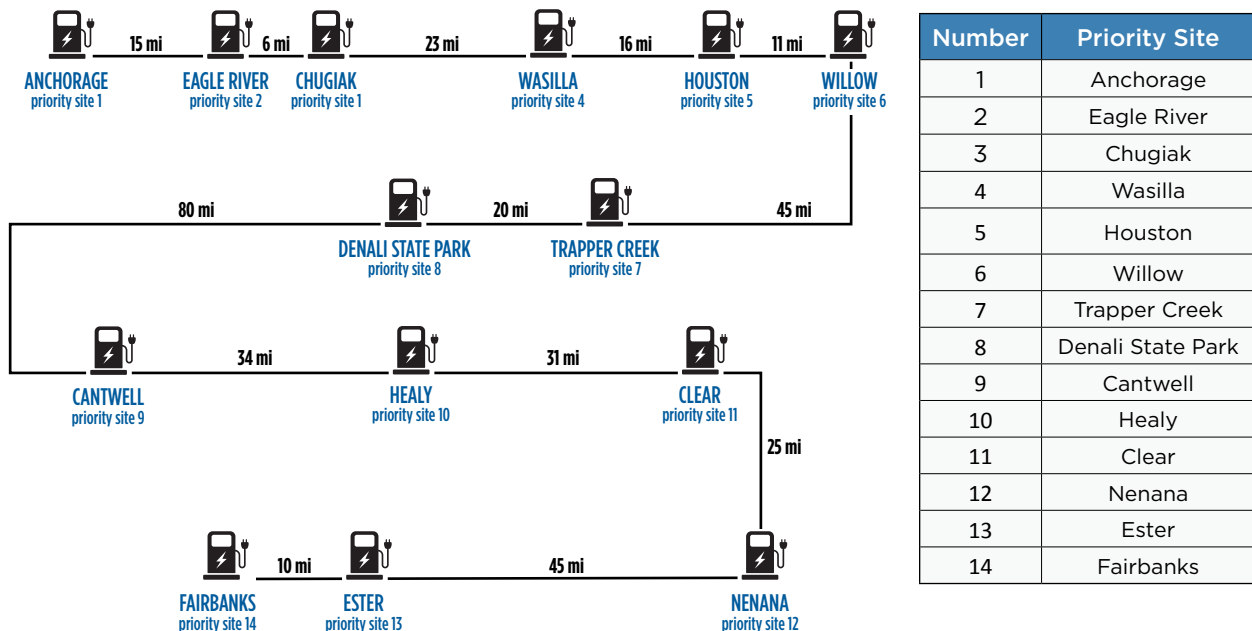 15 mi
6 mi
23 mi
16 mi
11 mi
ANCHORAGE
priority site 1
EAGLE RIVER
priority site 2
CHUGIAK
priority site 1
WASILLA
priority site 4
HOUSTON
priority site 5
WILLOW
priority site 6
80 mi
20 mi
45 mi
DENALI STATE PARK
priority site 8
TRAPPER CREEK
priority site 7
34 mi
31 mi
CANTWELL
priority site 9
HEALY
priority site 10
CLEAR
priority site 11
25 mi
10 mi
45 mi
FAIRBANKS
priority site 14
ESTER
priority site 13
NENANA
priority site 12
Number Priority Site
1 Anchorage
2 Eagle River
3 Chugiak
4 Wasilla
5 Houston
6 Willow
7 Trapper Creek
8 Denali State Park
9 Cantwell
10 Healy
11 Clear
12 Nenana
13 Ester
14 Fairbanks